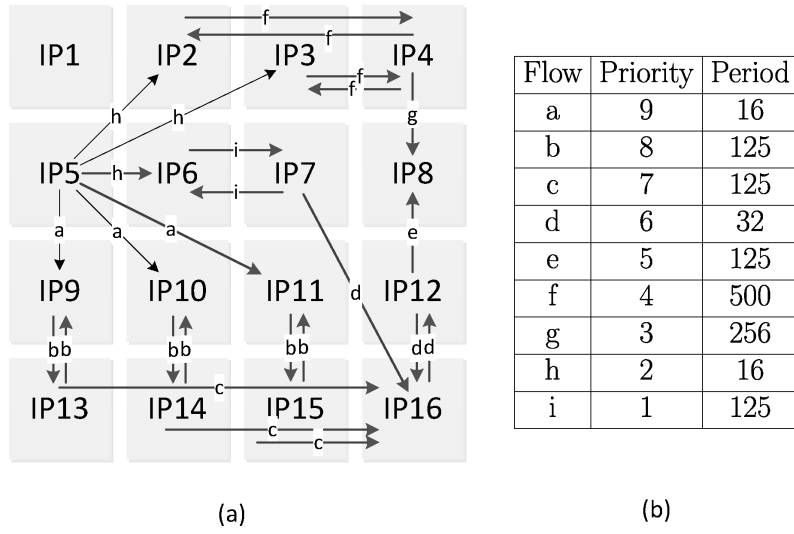 f
f
IP1 IP2 IP3 IP4
f
f
h
h
g
i
IP5 h IP6 IP7 IP8
i
a
a
a
e
IP9 IP10 IP11 d IP12
bb bb bb dd
c
IP13 IP14 IP15 IP16
c
c
(a)
Flow Priority Period
a 9 16
b 8 125
c 7 125
d 6 32
e 5 125
f 4 500
g 3 256
h 2 16
i 1 125
(b)